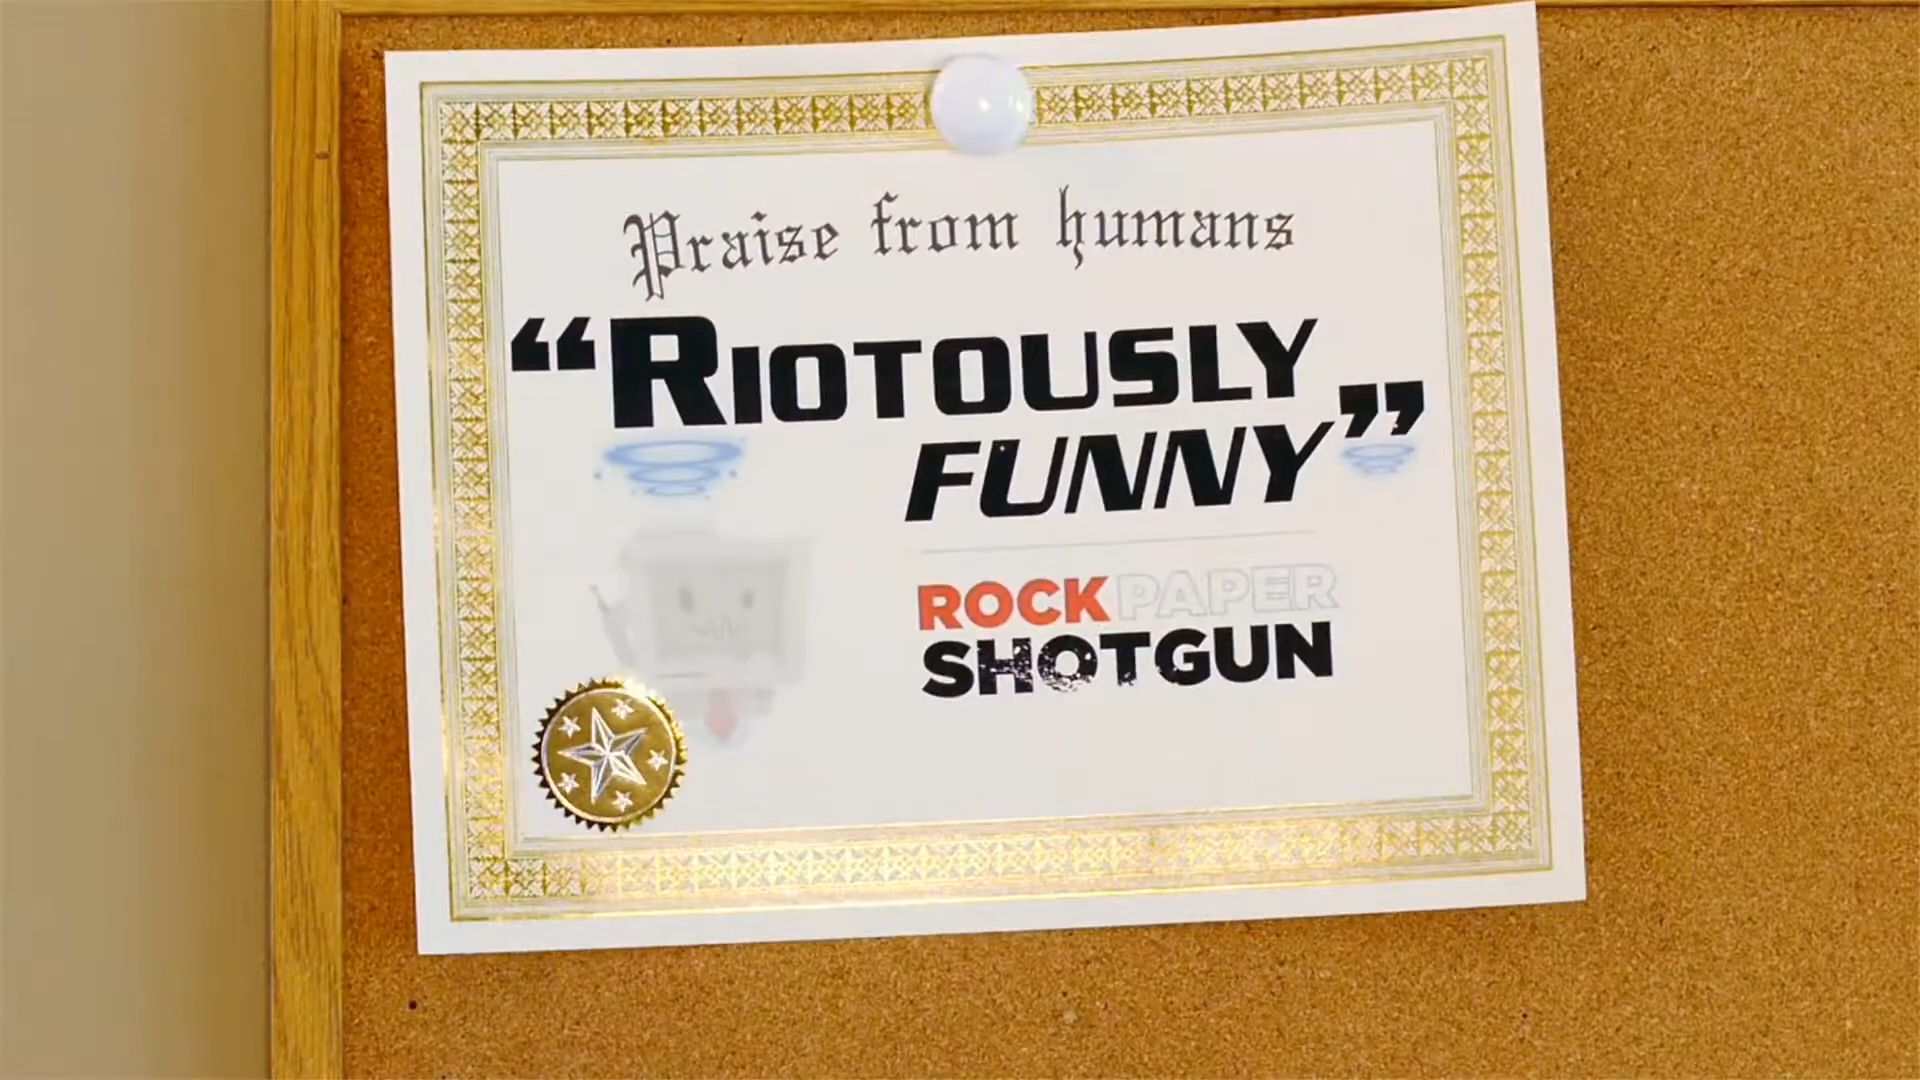 Praise from humans
“RIOTOUSLY
FUNNY”
ROCK PAPER
SHOTGUN